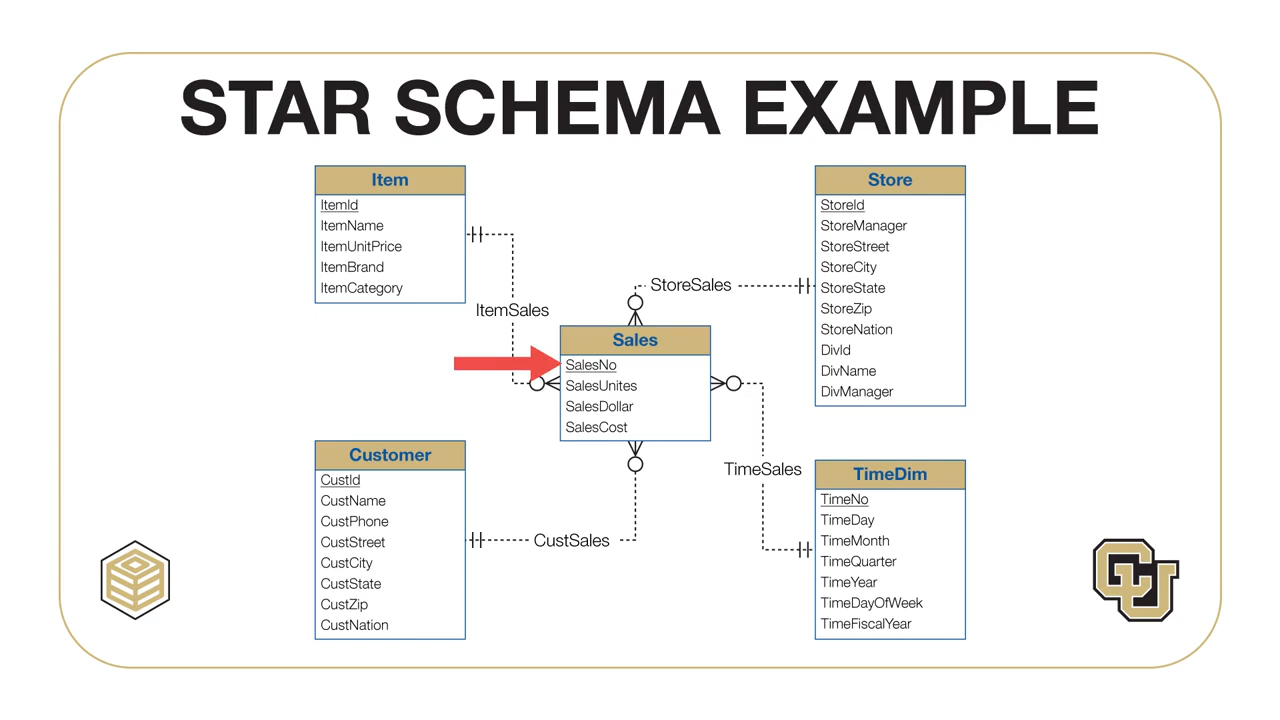 STAR SCHEMA EXAMPLE
Item
ItemId
ItemName
ItemUnitPrice
ItemBrand
ItemCategory
Store
StoreId
StoreManager
StoreStreet
StoreCity
StoreState
StoreZip
StoreNation
DivId
DivName
DivManager
StoreSales
ItemSales
Sales
SalesNo
SalesUnites
SalesDollar
SalesCost
Customer
CustId
CustName
CustPhone
CustStreet
CustCity
CustState
CustZip
CustNation
CustSales
TimeSales
TimeDim
TimeNo
TimeDay
TimeMonth
TimeQuarter
TimeYear
TimeDayOfWeek
TimeFiscalYear
CU